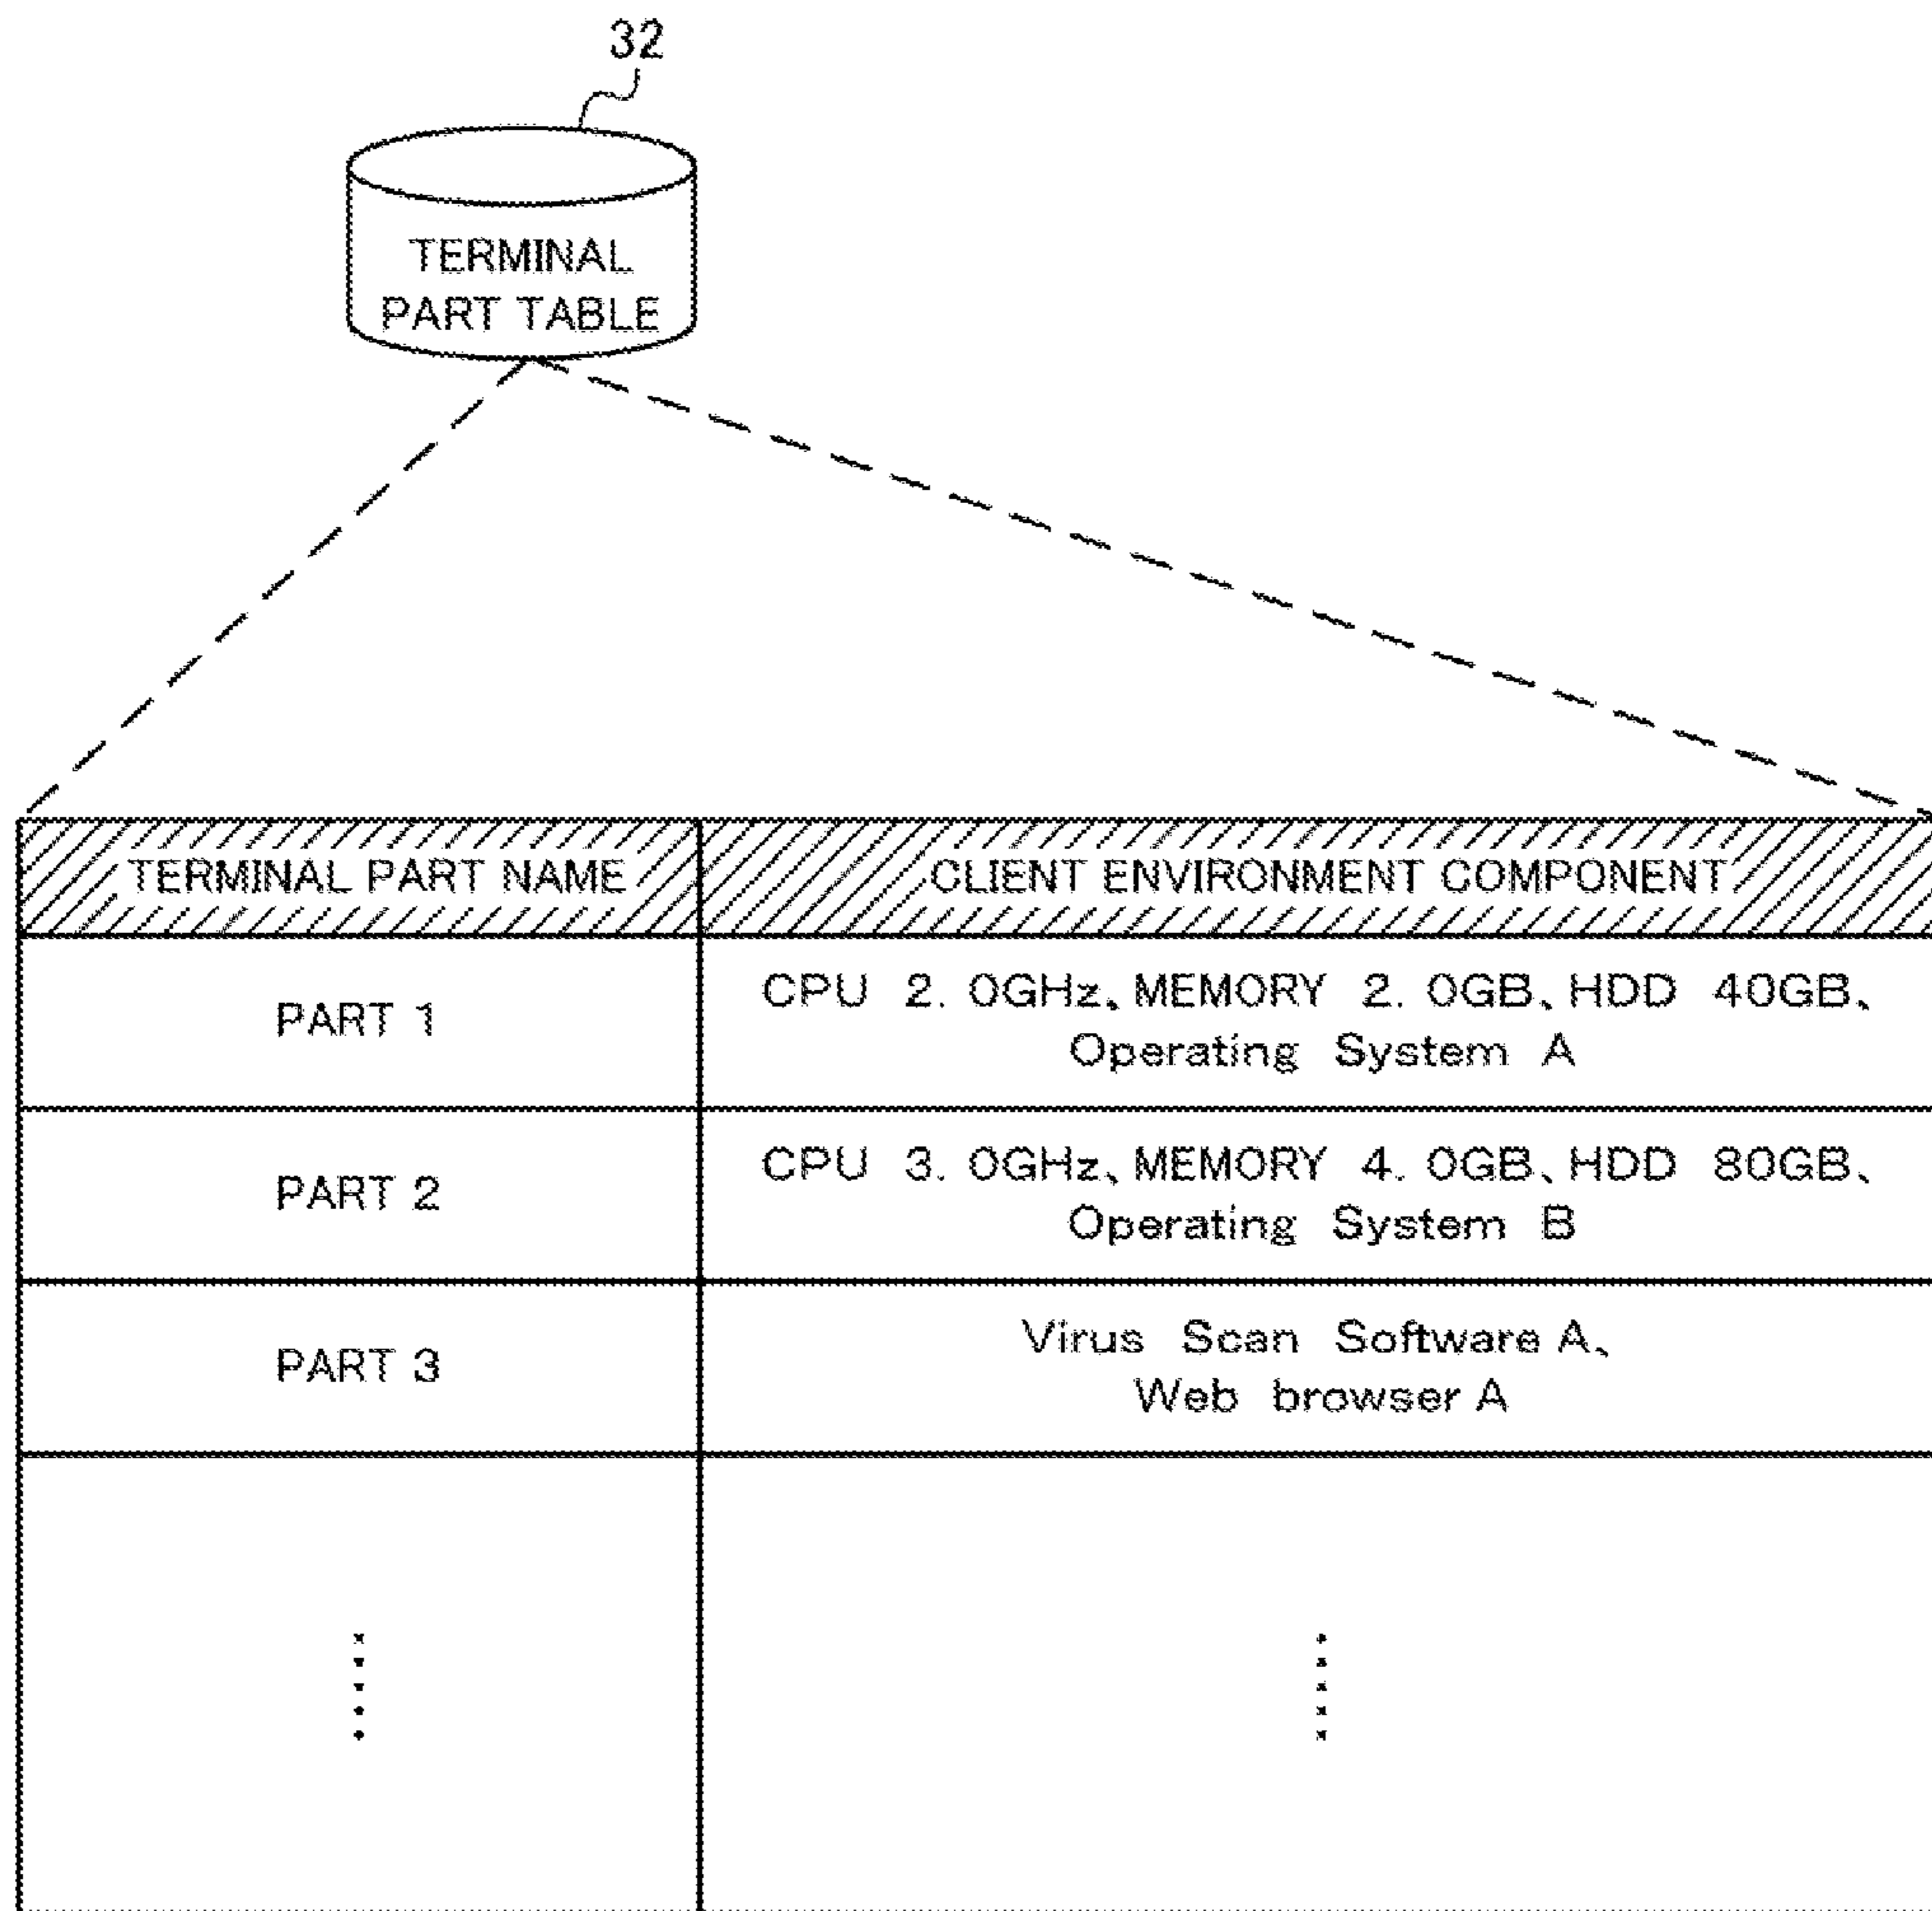 32
TERMINAL
PART TABLE
TERMINAL PART NAME
CLIENT ENVIRONMENT COMPONENT
PART 1
CPU 2. 0GHz、MEMORY 2. 0GB、HDD 40GB、
Operating System A
PART 2
CPU 3. 0GHz、MEMORY 4. 0GB、HDD 80GB、
Operating System B
PART 3
Virus Scan Software A、
Web browser A